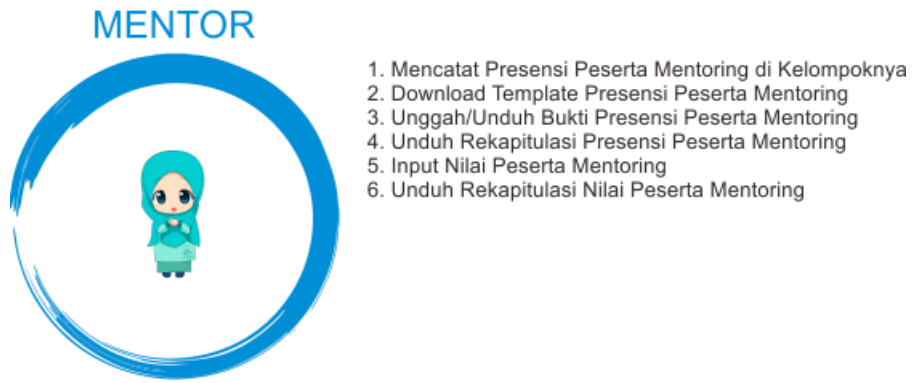 MENTOR
1. Mencatat Presensi Peserta Mentoring di Kelompoknya
2. Download Template Presensi Peserta Mentoring
3. Unggah/Unduh Bukti Presensi Peserta Mentoring
4. Unduh Rekapitulasi Presensi Peserta Mentoring
5. Input Nilai Peserta Mentoring
6. Unduh Rekapitulasi Nilai Peserta Mentoring